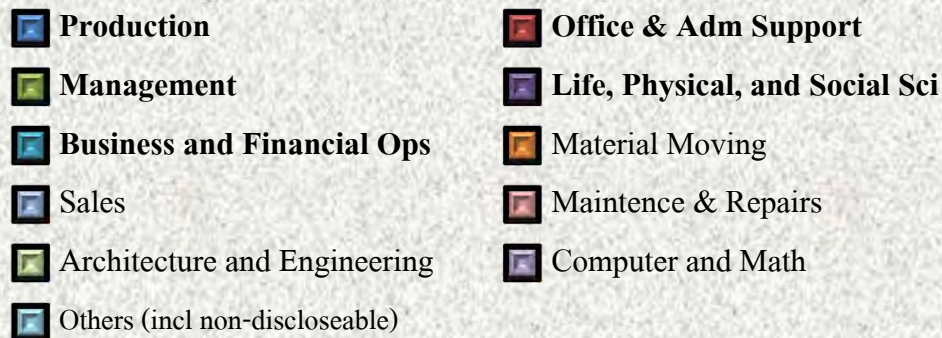 Production
Office & Adm Support
Management
Life, Physical, and Social Sci
Business and Financial Ops
Material Moving
Sales
Maintence & Repairs
Architecture and Engineering
Computer and Math
Others (incl non-discloseable)